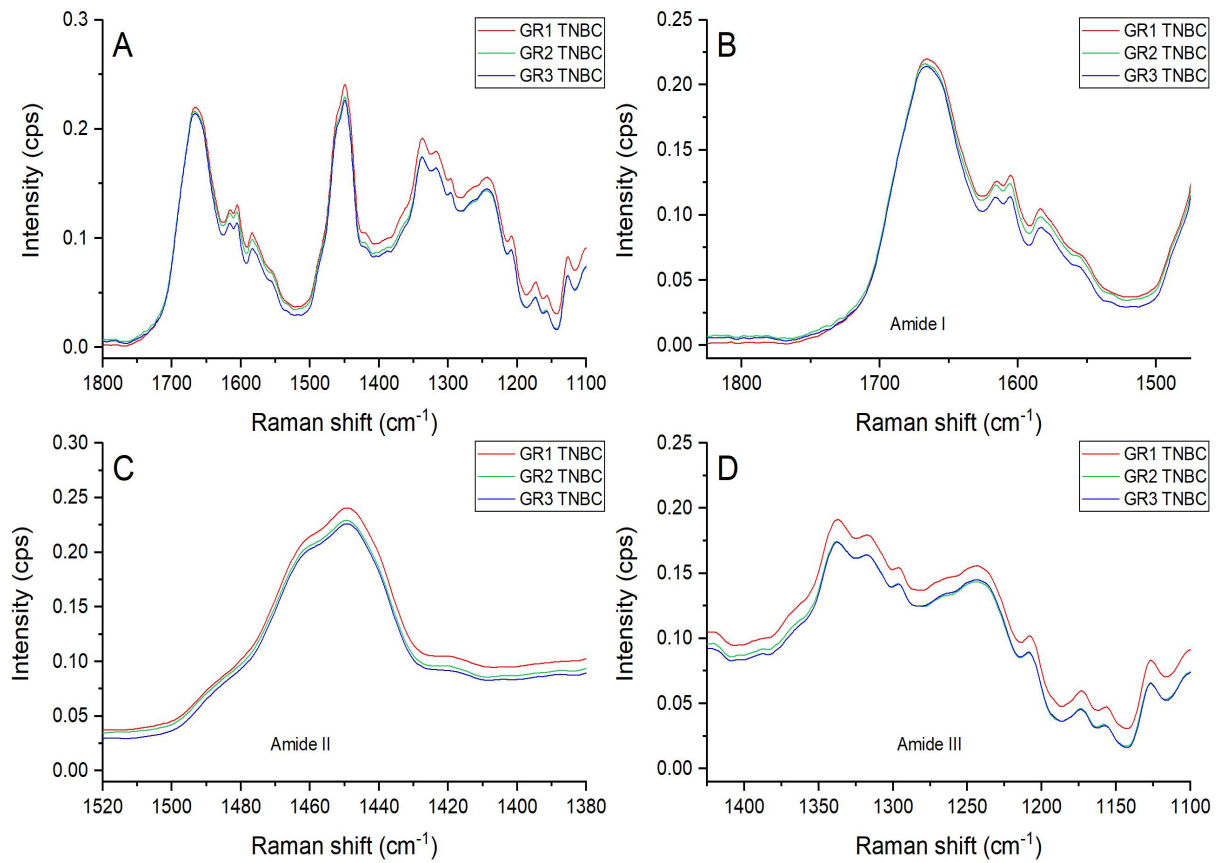 A
GR1 TNBC
GR2 TNBC
GR3 TNBC
Intensity (cps)
0.3
0.2
0.1
0.0
1800 1700 1600 1500 1400 1300 1200 1100
Raman shift (cm⁻¹)
B
GR1 TNBC
GR2 TNBC
GR3 TNBC
Intensity (cps)
0.25
0.20
0.15
0.10
0.05
0.00
Amide I
1800 1700 1600 1500
Raman shift (cm⁻¹)
C
GR1 TNBC
GR2 TNBC
GR3 TNBC
Intensity (cps)
0.30
0.25
0.20
0.15
0.10
0.05
0.00
Amide II
1520 1500 1480 1460 1440 1420 1400 1380
Raman shift (cm⁻¹)
D
GR1 TNBC
GR2 TNBC
GR3 TNBC
Intensity (cps)
0.25
0.20
0.15
0.10
0.05
0.00
Amide III
1400 1350 1300 1250 1200 1150 1100
Raman shift (cm⁻¹)